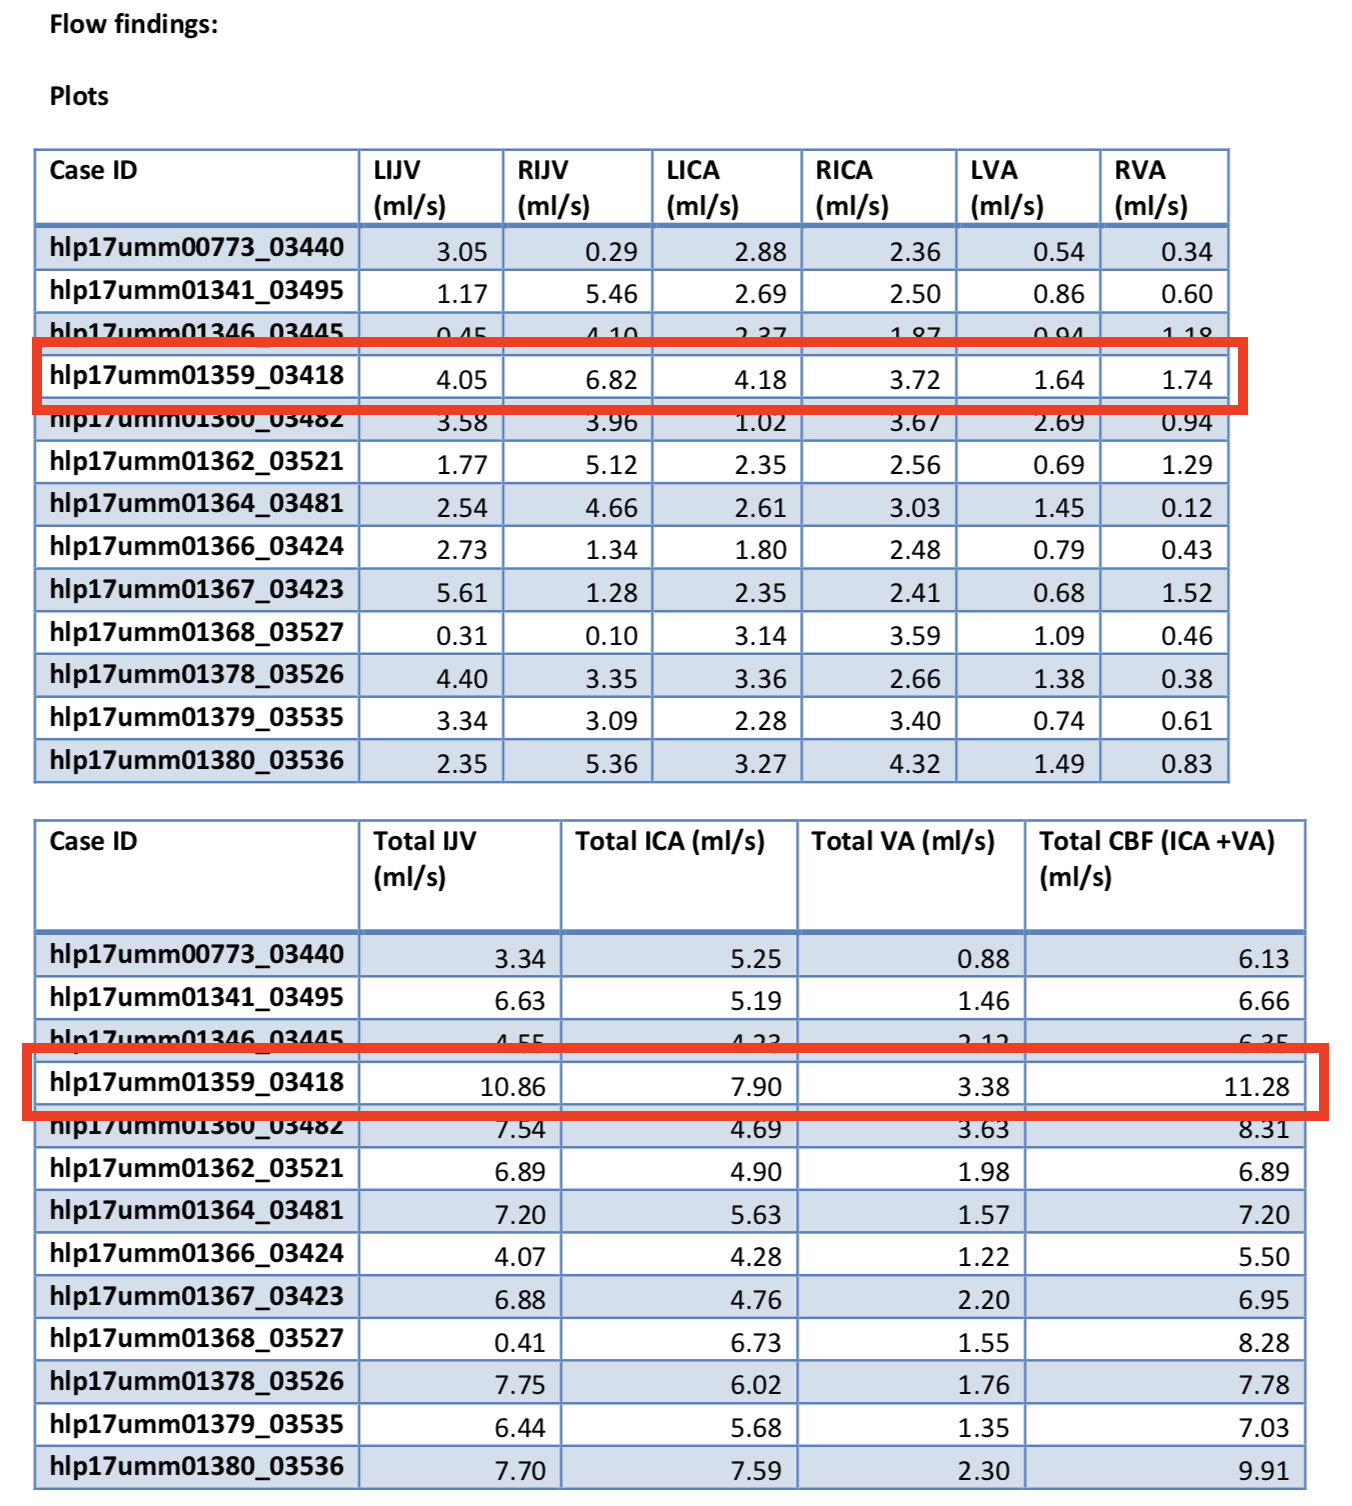 Flow findings:
Plots
Case ID LIJV (ml/s) RIJV (ml/s) LICA (ml/s) RICA (ml/s) LVA (ml/s) RVA (ml/s)
hlp17umm00773_03440 3.05 0.29 2.88 2.36 0.54 0.34
hlp17umm01341_03495 1.17 5.46 2.69 2.50 0.86 0.60
hlp17umm01346_03445 0.45 4.10 2.37 1.87 0.94 1.18
hlp17umm01359_03418 4.05 6.82 4.18 3.72 1.64 1.74
hlp17umm01360_03482 3.58 3.96 1.02 3.67 2.69 0.94
hlp17umm01362_03521 1.77 5.12 2.35 2.56 0.69 1.29
hlp17umm01364_03481 2.54 4.66 2.61 3.03 1.45 0.12
hlp17umm01366_03424 2.73 1.34 1.80 2.48 0.79 0.43
hlp17umm01367_03423 5.61 1.28 2.35 2.41 0.68 1.52
hlp17umm01368_03527 0.31 0.10 3.14 3.59 1.09 0.46
hlp17umm01378_03526 4.40 3.35 3.36 2.66 1.38 0.38
hlp17umm01379_03535 3.34 3.09 2.28 3.40 0.74 0.61
hlp17umm01380_03536 2.35 5.36 3.27 4.32 1.49 0.83
Case ID Total IJV (ml/s) Total ICA (ml/s) Total VA (ml/s) Total CBF (ICA +VA) (ml/s)
hlp17umm00773_03440 3.34 5.25 0.88 6.13
hlp17umm01341_03495 6.63 5.19 1.46 6.66
hlp17umm01346_03445 4.55 4.23 2.12 6.35
hlp17umm01359_03418 10.86 7.90 3.38 11.28
hlp17umm01360_03482 7.54 4.69 3.63 8.31
hlp17umm01362_03521 6.89 4.90 1.98 6.89
hlp17umm01364_03481 7.20 5.63 1.57 7.20
hlp17umm01366_03424 4.07 4.28 1.22 5.50
hlp17umm01367_03423 6.88 4.76 2.20 6.95
hlp17umm01368_03527 0.41 6.73 1.55 8.28
hlp17umm01378_03526 7.75 6.02 1.76 7.78
hlp17umm01379_03535 6.44 5.68 1.35 7.03
hlp17umm01380_03536 7.70 7.59 2.30 9.91